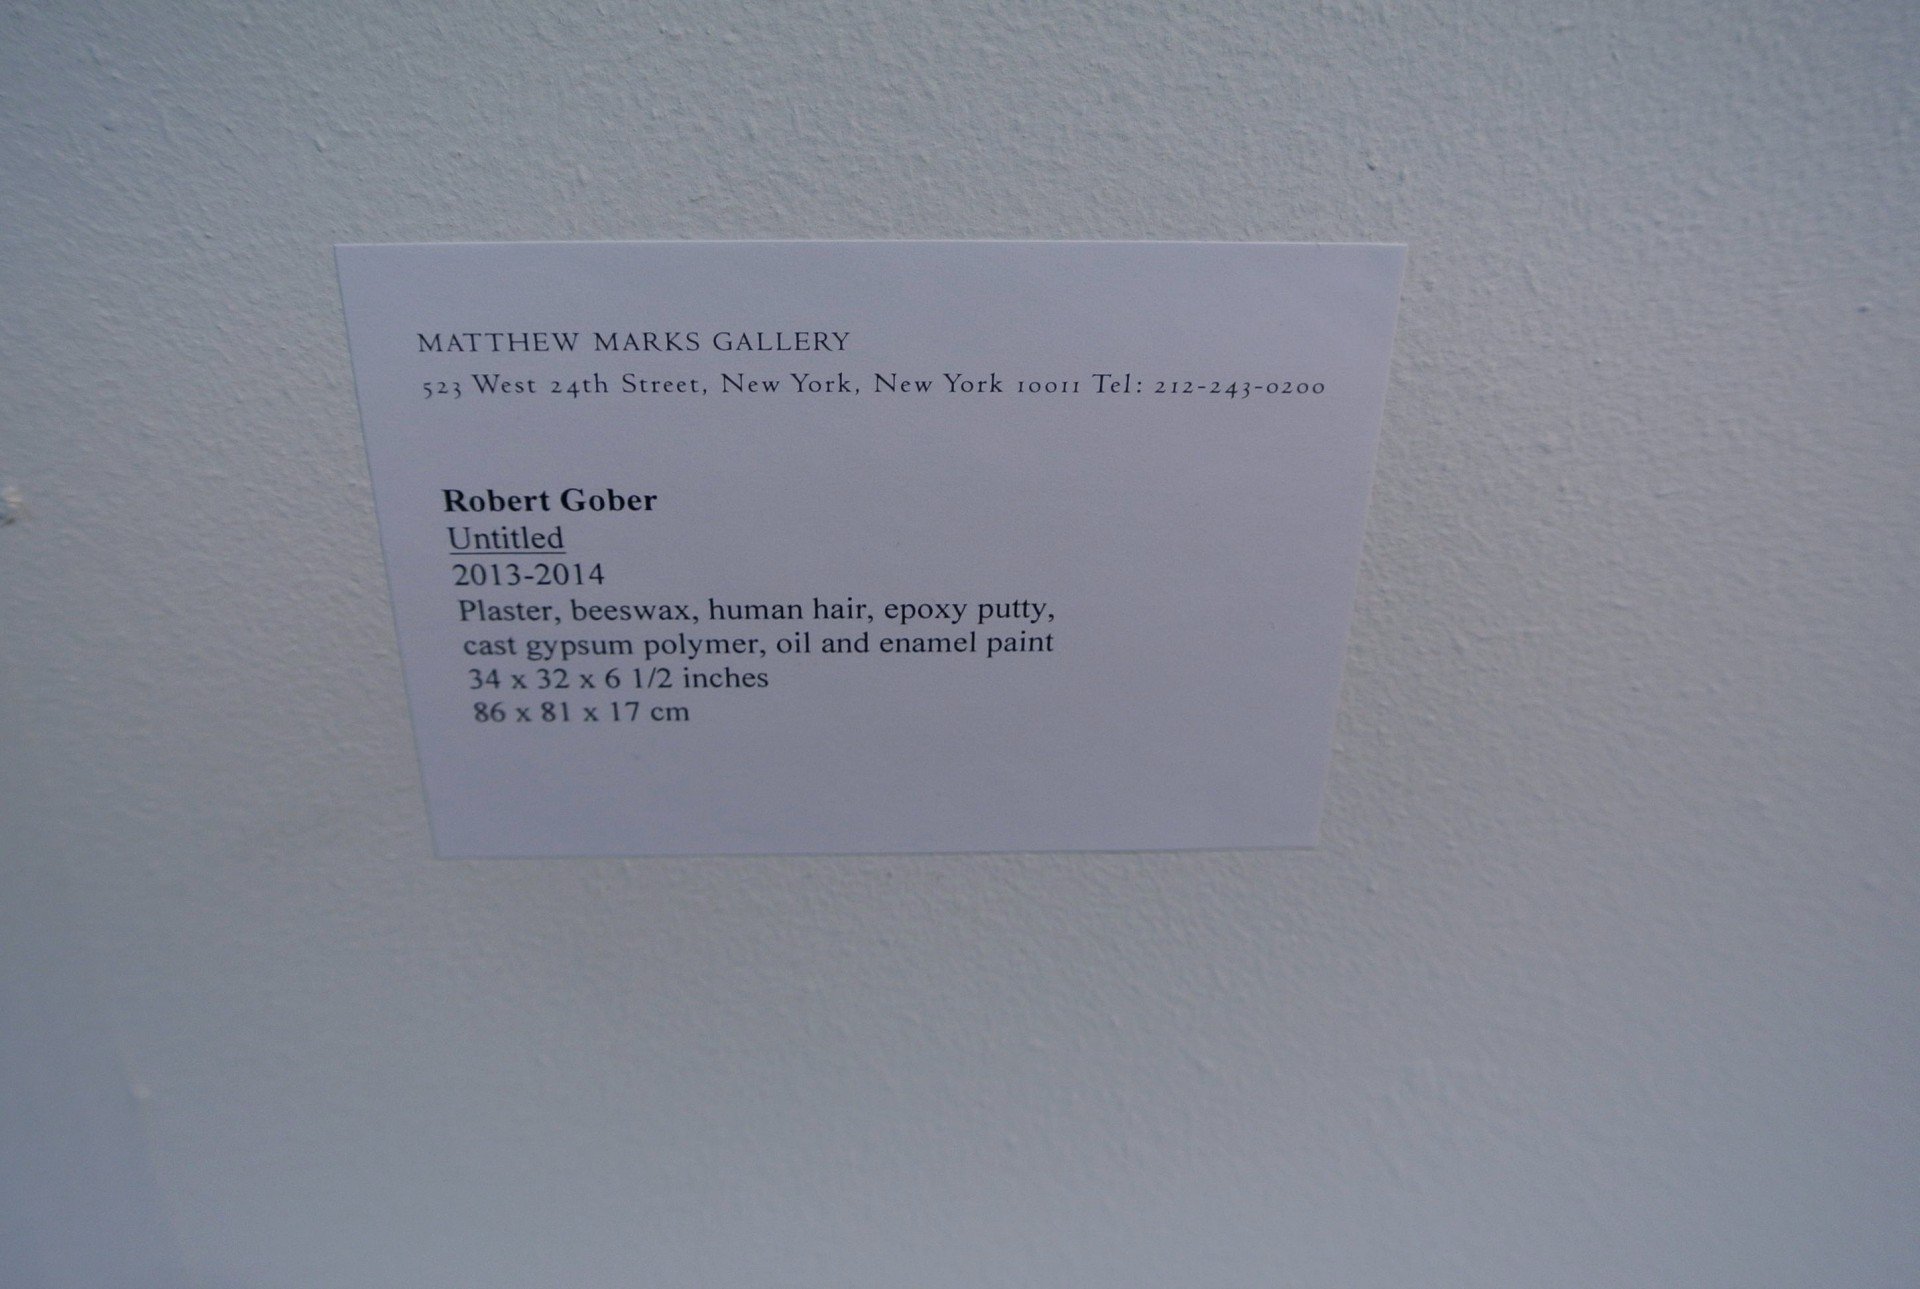 MATTHEW MARKS GALLERY
523 West 24th Street, New York, New York 10011 Tel: 212-243-0200
Robert Gober
Untitled
2013-2014
Plaster, beeswax, human hair, epoxy putty,
cast gypsum polymer, oil and enamel paint
34 x 32 x 6 1/2 inches
86 x 81 x 17 cm